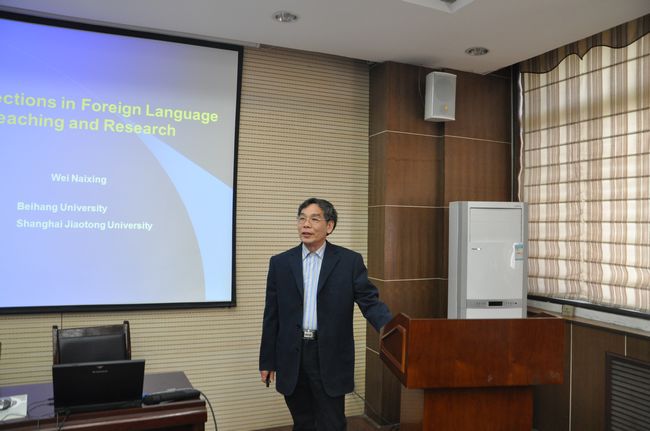 ections in Foreign Language
eaching and Research
Wei Naixing
Beihang University
Shanghai Jiaotong University